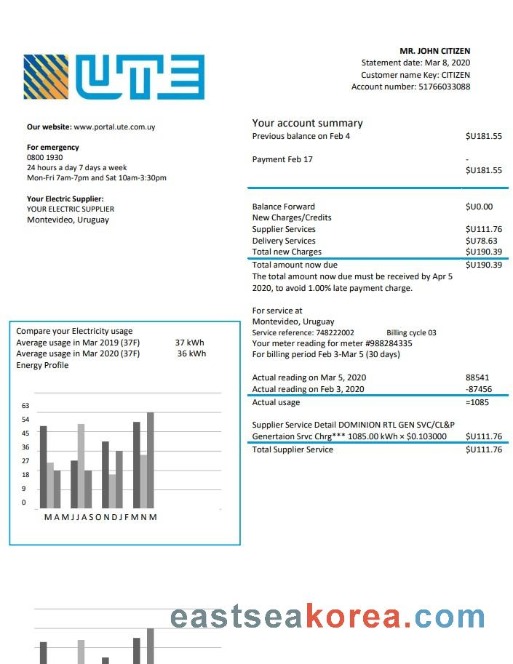 UTE
MR. JOHN CITIZEN
Statement date: Mar 8, 2020
Customer name Key: CITIZEN
Account number: 51766033088
Our website: www.portal.ute.com.uy
For emergency
0800 1930
24 hours a day 7 days a week
Mon-Fri 7am-7pm and Sat 10am-3:30pm
Your Electric Supplier:
YOUR ELECTRIC SUPPLIER
Montevideo, Uruguay
Your account summary
Previous balance on Feb 4 $U181.55
Payment Feb 17 -
$U181.55
Balance Forward $U0.00
New Charges/Credits
Supplier Services $U111.76
Delivery Services $U78.63
Total new Charges $U190.39
Total amount now due $U190.39
The total amount now due must be received by Apr 5
2020, to avoid 1.00% late payment charge.
For service at
Montevideo, Uruguay
Service reference: 748222002 Billing cycle 03
Your meter reading for meter #988284335
For billing period Feb 3-Mar 5 (30 days)
Actual reading on Mar 5, 2020 88541
Actual reading on Feb 3, 2020 -87456
Actual usage =1085
Supplier Service Detail DOMINION RTL GEN SVC/CL&P
Genertaion Srvc Chrg*** 1085.00 kWh × $0.103000 $U111.76
Total Supplier Service $U111.76
Compare your Electricity usage
Average usage in Mar 2019 (37F) 37 kWh
Average usage in Mar 2020 (37F) 36 kWh
Energy Profile
63
54
45
36
27
18
9
0
M A M J J A S O N D J F M N M
eastseakorea.com